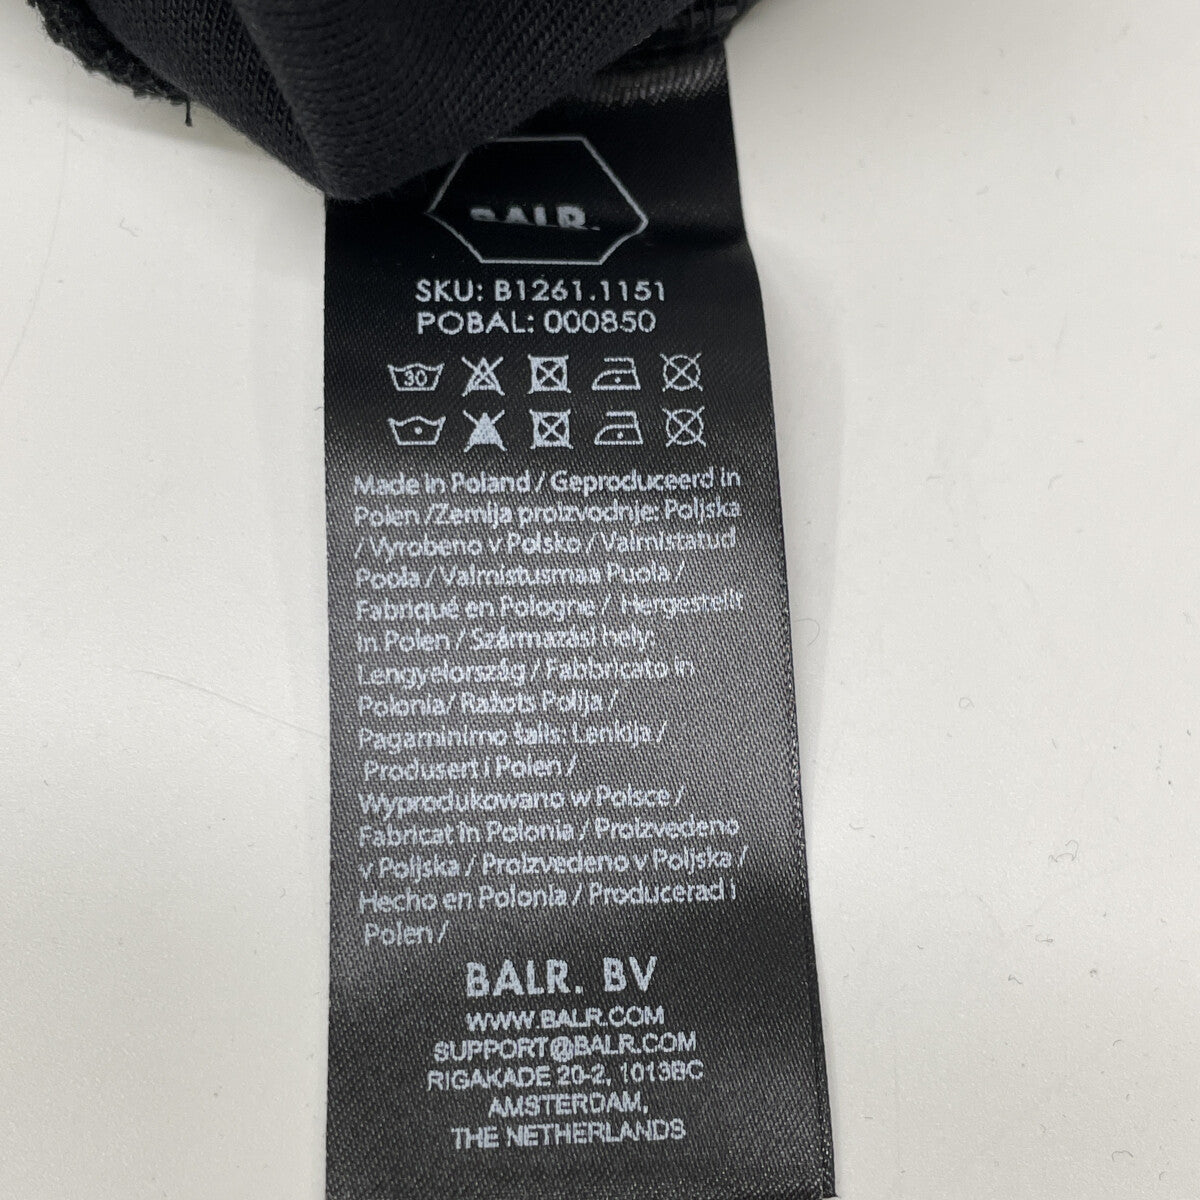 BALR.
SKU: B1261.1151
POBAL: 000850
30
Made in Poland / Geproduceerd in
Polen /Zemlja proizvodnje: Poljska
/ Vyrobeno v Polsko / Valmistatud
Poola / Valmistusmaa Puola /
Fabriqué en Pologne / Hergestellt
in Polen / Származási hely:
Lengyelország / Fabbricato in
Polonia/ Ražots Polija /
Pagaminimo šalis: Lenkija /
Produsert i Polen /
Wyprodukowano w Polsce /
Fabricat în Polonia / Proizvedeno
v Poljska / Proizvedeno v Poljska /
Hecho en Polonia / Producerad i
Polen /
BALR. BV
WWW.BALR.COM
SUPPORT@BALR.COM
RIGAKADE 20-2, 1013BC
AMSTERDAM,
THE NETHERLANDS